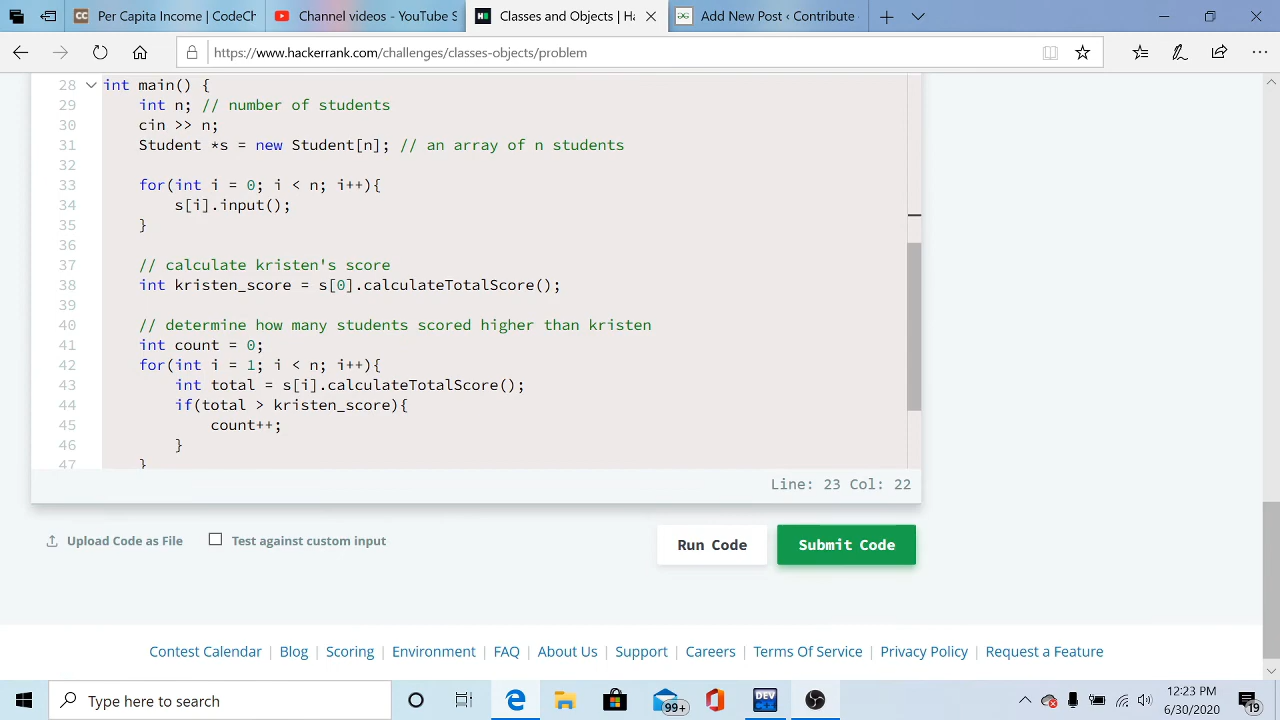 Per Capita Income | CodeCh
Channel videos - YouTube S
Classes and Objects | Ha
Add New Post ‹ Contribute
https://www.hackerrank.com/challenges/classes-objects/problem
28 int main() {
29 int n; // number of students
30 cin >> n;
31 Student *s = new Student[n]; // an array of n students
32
33 for(int i = 0; i < n; i++){
34 s[i].input();
35 }
36
37 // calculate kristen's score
38 int kristen_score = s[0].calculateTotalScore();
39
40 // determine how many students scored higher than kristen
41 int count = 0;
42 for(int i = 1; i < n; i++){
43 int total = s[i].calculateTotalScore();
44 if(total > kristen_score){
45 count++;
46 }
47 }
Line: 23 Col: 22
Upload Code as File
Test against custom input
Run Code
Submit Code
Contest Calendar | Blog | Scoring | Environment | FAQ | About Us | Support | Careers | Terms Of Service | Privacy Policy | Request a Feature
Type here to search
99+
DEV
12:23 PM
6/30/2020
19